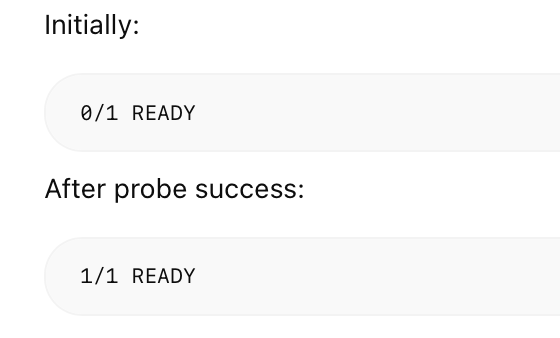 Initially:
0/1 READY
After probe success:
1/1 READY